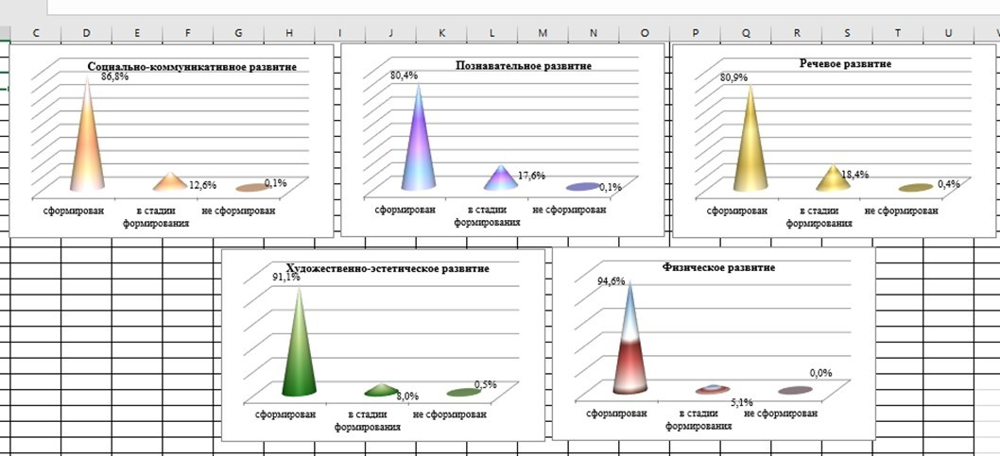 C D E F G H I J K L M N O P Q R S T U
Социально-коммуникативное развитие
86,8%
12,6%
0,1%
сформирован в стадии не сформирован
формирования
Познавательное развитие
80,4%
17,6%
0,1%
сформирован в стадии не сформирован
формирования
Речевое развитие
80,9%
18,4%
0,4%
сформирован в стадии не сформирован
формирования
Художественно-эстетическое развитие
91,1%
8,0%
0,5%
сформирован в стадии не сформирован
формирования
Физическое развитие
94,6%
5,1%
0,0%
сформирован в стадии не сформирован
формирования